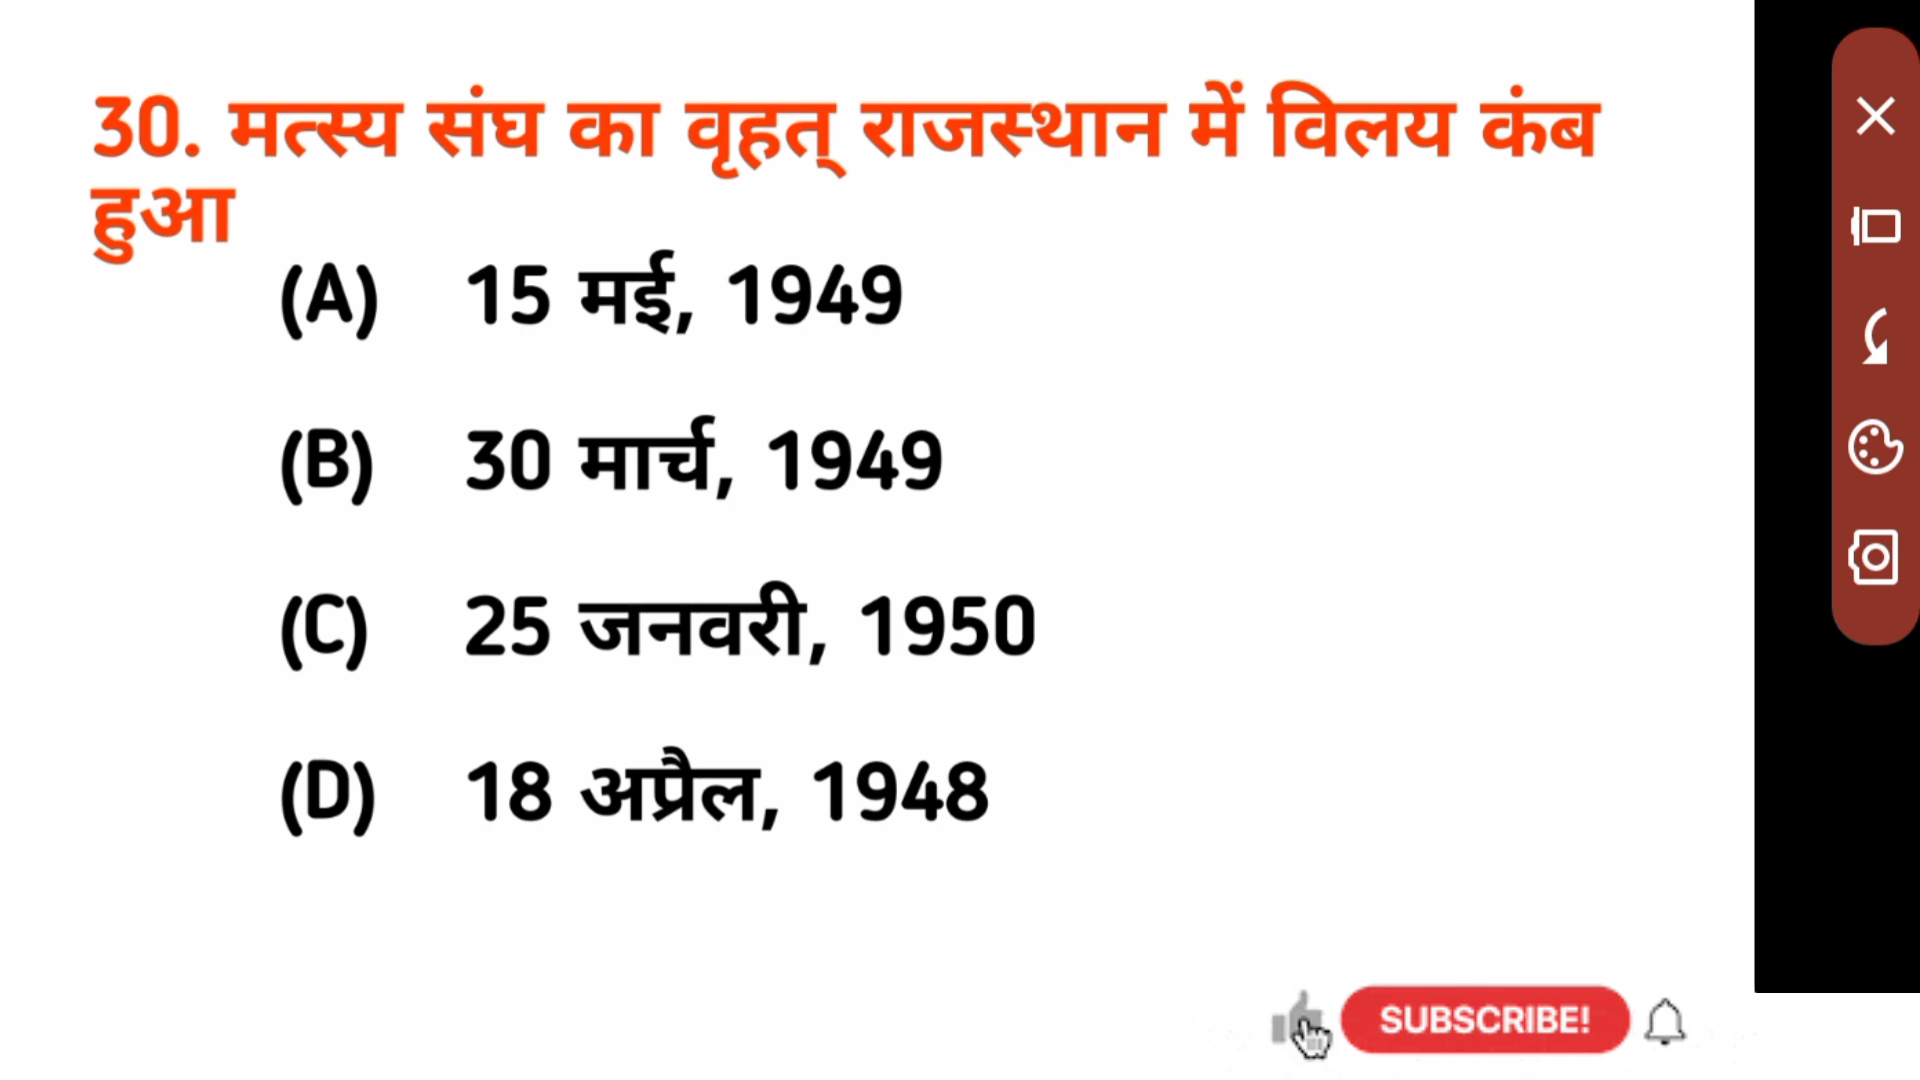 30. मत्स्य संघ का वृहत् राजस्थान में विलय कंब
हुआ
(A) 15 मई, 1949
(B) 30 मार्च, 1949
(C) 25 जनवरी, 1950
(D) 18 अप्रैल, 1948
SUBSCRIBE!